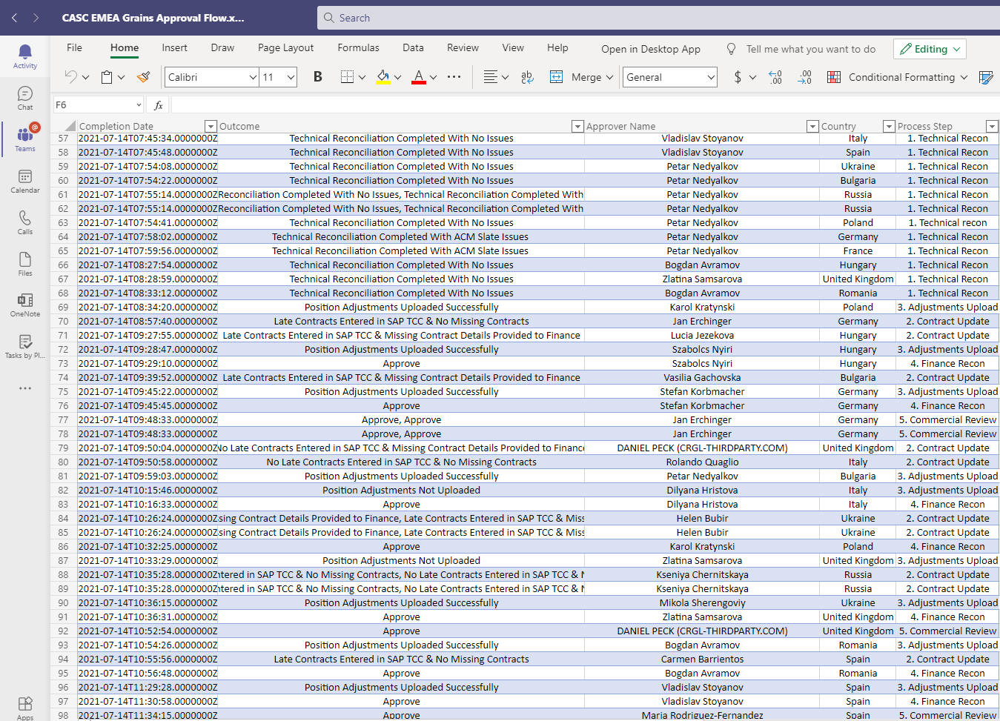 CASC EMEA Grains Approval Flow.x...
Search
File Home Insert Draw Page Layout Formulas Data Review View Help Open in Desktop App Tell me what you want to do Editing
Calibri 11 B A ... Merge General $ .00 .00 Conditional Formatting
F6 fx
Activity
Chat
Teams
Calendar
Calls
Files
OneNote
Tasks by Pl...
Apps
Completion Date Outcome Approver Name Country Process Step
57 2021-07-14T07:45:34.0000000Z Technical Reconciliation Completed With No Issues Vladislav Stoyanov Italy 1. Technical Recon
58 2021-07-14T07:45:48.0000000Z Technical Reconciliation Completed With No Issues Vladislav Stoyanov Spain 1. Technical Recon
59 2021-07-14T07:54:08.0000000Z Technical Reconciliation Completed With No Issues Petar Nedyalkov Ukraine 1. Technical Recon
60 2021-07-14T07:54:22.0000000Z Technical Reconciliation Completed With No Issues Petar Nedyalkov Bulgaria 1. Technical Recon
61 2021-07-14T07:55:14.0000000Z Reconciliation Completed With No Issues, Technical Reconciliation Completed With Petar Nedyalkov Russia 1. Technical Recon
62 2021-07-14T07:55:14.0000000Z Reconciliation Completed With No Issues, Technical Reconciliation Completed With Petar Nedyalkov Russia 1. Technical Recon
63 2021-07-14T07:54:41.0000000Z Technical Reconciliation Completed With No Issues Petar Nedyalkov Poland 1. Technical recon
64 2021-07-14T07:58:02.0000000Z Technical Reconciliation Completed With ACM Slate Issues Petar Nedyalkov Germany 1. Technical Recon
65 2021-07-14T07:59:56.0000000Z Technical Reconciliation Completed With ACM Slate Issues Petar Nedyalkov France 1. Technical Recon
66 2021-07-14T08:27:54.0000000Z Technical Reconciliation Completed With No Issues Bogdan Avramov Hungary 1. Technical Recon
67 2021-07-14T08:28:59.0000000Z Technical Reconciliation Completed With No Issues Zlatina Samsarova United Kingdom 1. Technical Recon
68 2021-07-14T08:33:12.0000000Z Technical Reconciliation Completed With No Issues Bogdan Avramov Romania 1. Technical Recon
69 2021-07-14T08:34:20.0000000Z Position Adjustments Uploaded Successfully Karol Kratynski Poland 3. Adjustments Upload
70 2021-07-14T08:57:40.0000000Z Late Contracts Entered in SAP TCC & No Missing Contracts Jan Erchinger Germany 2. Contract Update
71 2021-07-14T09:27:55.0000000Z Late Contracts Entered in SAP TCC & Missing Contract Details Provided to Finance Lucia Jezekova Hungary 2. Contract Update
72 2021-07-14T09:28:47.0000000Z Position Adjustments Uploaded Successfully Szabolcs Nyiri Hungary 3. Adjustments Upload
73 2021-07-14T09:29:10.0000000Z Approve Szabolcs Nyiri Hungary 4. Finance Recon
74 2021-07-14T09:39:52.0000000Z Late Contracts Entered in SAP TCC & Missing Contract Details Provided to Finance Vasilia Gachovska Bulgaria 2. Contract Update
75 2021-07-14T09:45:22.0000000Z Position Adjustments Uploaded Successfully Stefan Korbmacher Germany 3. Adjustments Upload
76 2021-07-14T09:45:45.0000000Z Approve Stefan Korbmacher Germany 4. Finance Recon
77 2021-07-14T09:48:33.0000000Z Approve, Approve Jan Erchinger Germany 5. Commercial Review
78 2021-07-14T09:48:33.0000000Z Approve, Approve Jan Erchinger Germany 5. Commercial Review
79 2021-07-14T09:50:04.0000000Z No Late Contracts Entered in SAP TCC & Missing Contract Details Provided to Finance DANIEL PECK (CRGL-THIRDPARTY.COM) United Kingdom 2. Contract Update
80 2021-07-14T09:50:58.0000000Z No Late Contracts Entered in SAP TCC & No Missing Contracts Rolando Quaglio Italy 2. Contract Update
81 2021-07-14T09:59:03.0000000Z Position Adjustments Uploaded Successfully Petar Nedyalkov Bulgaria 3. Adjustments Upload
82 2021-07-14T10:15:46.0000000Z Position Adjustments Not Uploaded Dilyana Hristova Italy 3. Adjustments Upload
83 2021-07-14T10:16:33.0000000Z Approve Dilyana Hristova Italy 4. Finance Recon
84 2021-07-14T10:26:24.0000000Z sing Contract Details Provided to Finance, Late Contracts Entered in SAP TCC & Miss Helen Bubir Ukraine 2. Contract Update
85 2021-07-14T10:26:24.0000000Z sing Contract Details Provided to Finance, Late Contracts Entered in SAP TCC & Miss Helen Bubir Ukraine 2. Contract Update
86 2021-07-14T10:32:25.0000000Z Approve Karol Kratynski Poland 4. Finance Recon
87 2021-07-14T10:33:29.0000000Z Position Adjustments Not Uploaded Zlatina Samsarova United Kingdom 3. Adjustments Upload
88 2021-07-14T10:35:28.0000000Z ntered in SAP TCC & No Missing Contracts, No Late Contracts Entered in SAP TCC & N Kseniya Chernitskaya Russia 2. Contract Update
89 2021-07-14T10:35:28.0000000Z ntered in SAP TCC & No Missing Contracts, No Late Contracts Entered in SAP TCC & N Kseniya Chernitskaya Russia 2. Contract Update
90 2021-07-14T10:36:15.0000000Z Position Adjustments Uploaded Successfully Mikola Sherengoviy Ukraine 3. Adjustments Upload
91 2021-07-14T10:36:31.0000000Z Approve Zlatina Samsarova United Kingdom 4. Finance Recon
92 2021-07-14T10:52:54.0000000Z Approve DANIEL PECK (CRGL-THIRDPARTY.COM) United Kingdom 5. Commercial Review
93 2021-07-14T10:54:26.0000000Z Position Adjustments Uploaded Successfully Bogdan Avramov Romania 3. Adjustments Upload
94 2021-07-14T10:55:56.0000000Z Late Contracts Entered in SAP TCC & No Missing Contracts Carmen Barrientos Spain 2. Contract Update
95 2021-07-14T10:56:48.0000000Z Approve Bogdan Avramov Romania 4. Finance Recon
96 2021-07-14T11:29:28.0000000Z Position Adjustments Uploaded Successfully Vladislav Stoyanov Spain 3. Adjustments Upload
97 2021-07-14T11:30:58.0000000Z Approve Vladislav Stoyanov Spain 4. Finance Recon
98 2021-07-14T11:34:15.0000000Z Approve Maria Rodriguez-Fernandez Spain 5. Commercial Review